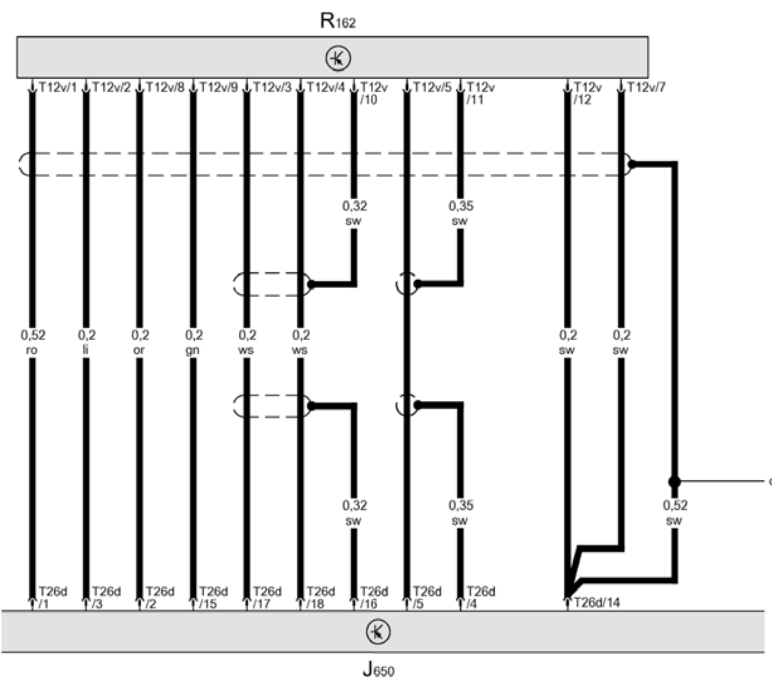 R162
T12v/1
T12v/2
T12v/8
T12v/9
T12v/3
T12v/4
T12v
/10
T12v/5
T12v
/11
T12v
/12
T12v/7
0,32
sw
0,35
sw
0,52
ro
0,2
li
0,2
or
0,2
gn
0,2
ws
0,2
ws
0,2
sw
0,2
sw
0,32
sw
0,35
sw
0,52
sw
T26d
/1
T26d
/3
T26d
/2
T26d
/15
T26d
/17
T26d
/18
T26d
/16
T26d
/5
T26d
/4
T26d/14
J650